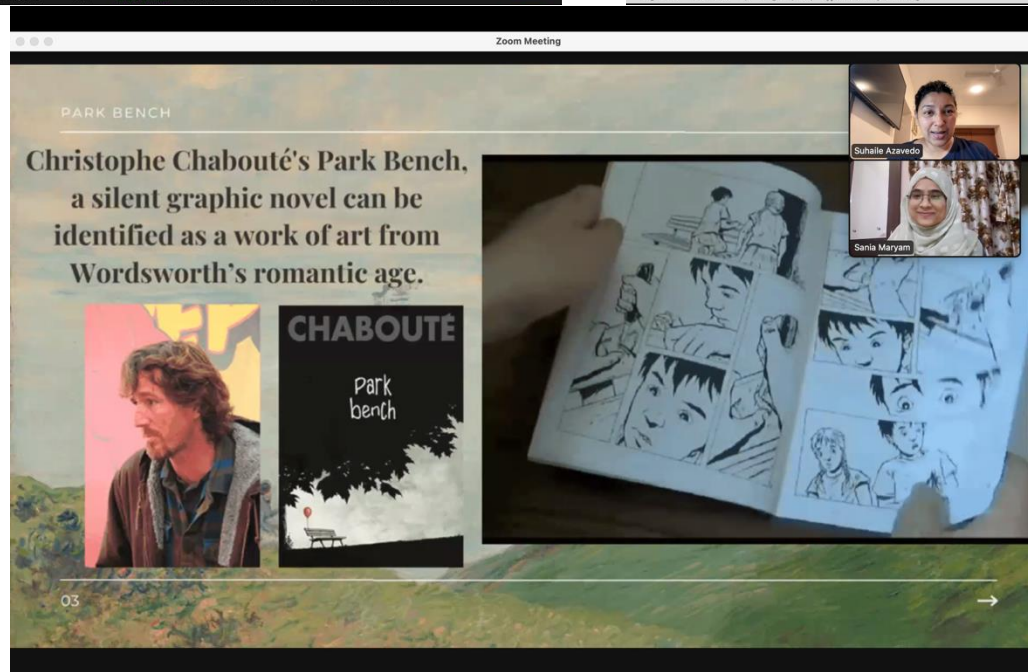 Zoom Meeting
PARK BENCH
Christophe Chabouté's Park Bench,
a silent graphic novel can be
identified as a work of art from
Wordsworth's romantic age.
CHABOUTÉ
Park
bench
Suhaile Azavedo
Sania Maryam
03